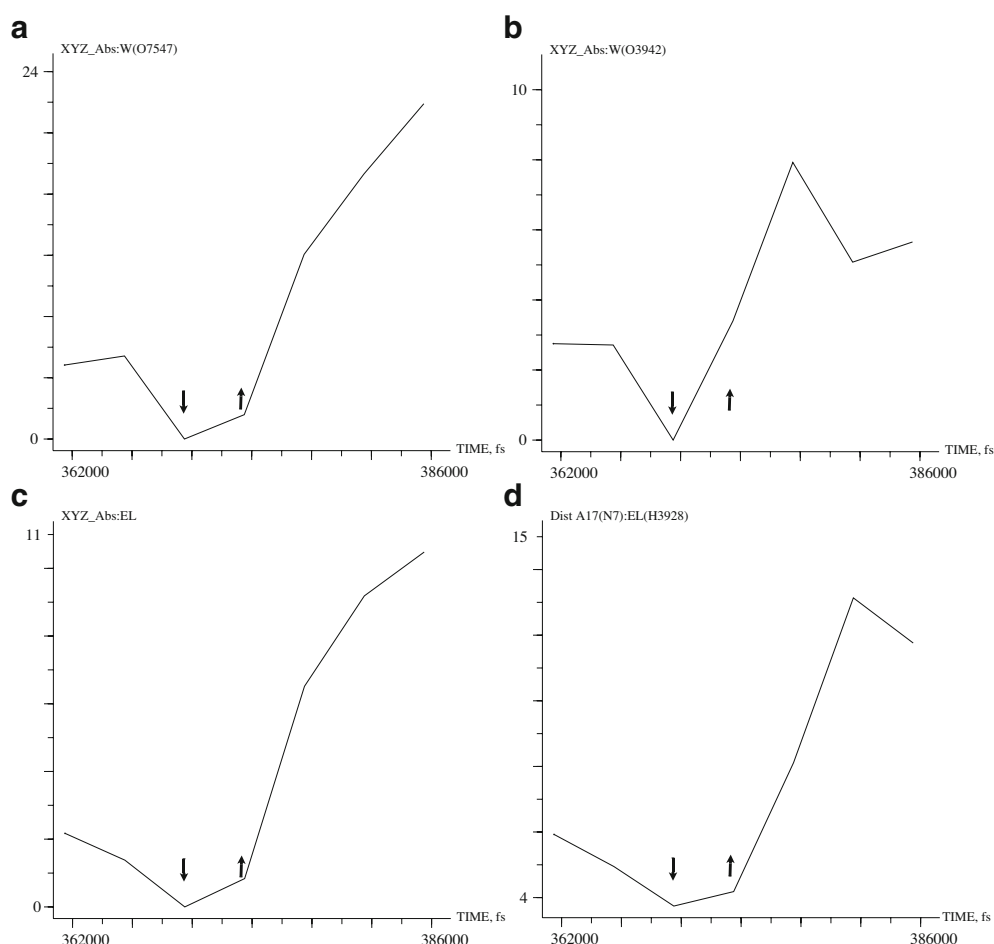 a
XYZ_Abs:W(O7547)
24
0
TIME, fs
362000
386000
b
XYZ_Abs:W(O3942)
10
0
TIME, fs
362000
386000
c
XYZ_Abs:EL
11
0
TIME, fs
362000
386000
d
Dist A17(N7):EL(H3928)
15
4
TIME, fs
362000
386000